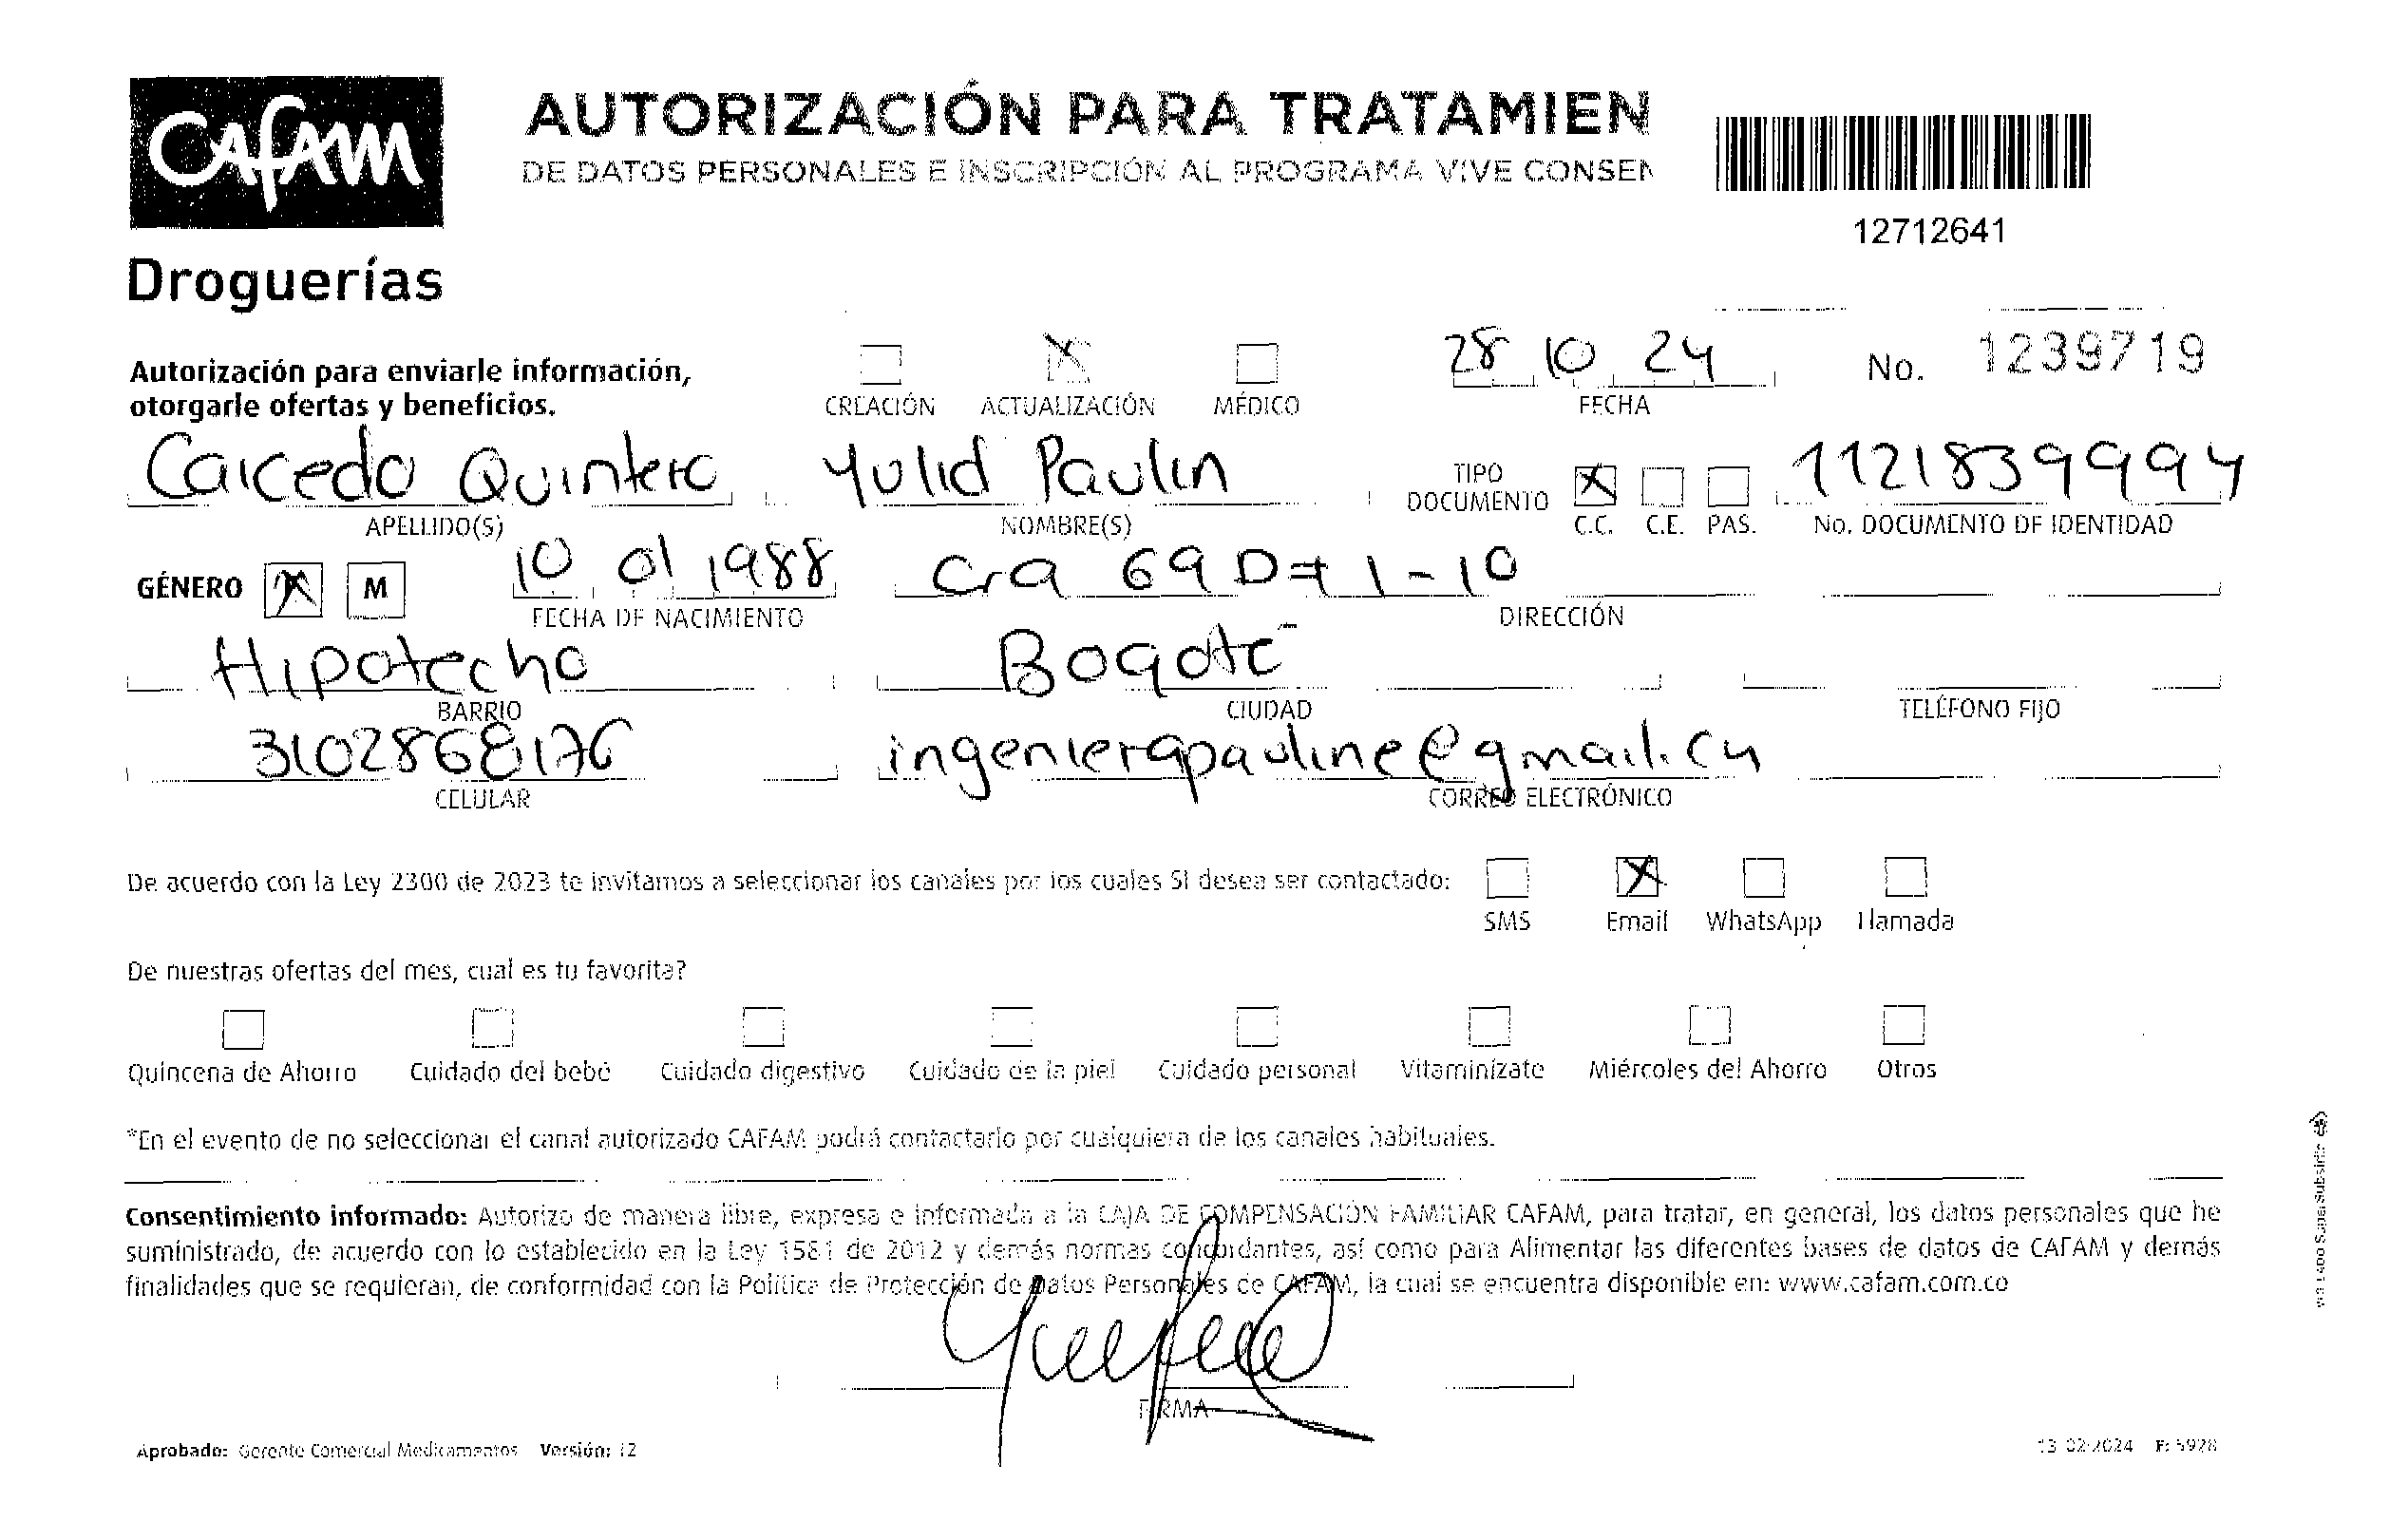 Cafam
AUTORIZACIÓN PARA TRATAMIEN
DE DATOS PERSONALES E INSCRIPCIÓN AL PROGRAMA VIVE CONSEN
12712641
Droguerías
Autorización para enviarle información,
otorgarle ofertas y beneficios.
X
CREACIÓN ACTUALIZACIÓN MÉDICO
28 10 24
FECHA
No. 1239719
Caicedo Quintero Yulid Paulin
APELLIDO(S) NOMBRE(S)
TIPO DOCUMENTO X C.C. C.E. PAS.
1121839994
No. DOCUMENTO DE IDENTIDAD
GÉNERO X M
10 01 1988
FECHA DE NACIMIENTO
Cra 69 D # 1 - 10
DIRECCIÓN
Hipotecho Bogotá
BARRIO CIUDAD TELÉFONO FIJO
3102868176 ingenierapauline@gmail.cu
CELULAR CORREO ELECTRÓNICO
De acuerdo con la Ley 2300 de 2023 te invitamos a seleccionar los canales por los cuales SI desea ser contactado:
X
SMS Email WhatsApp Llamada
De nuestras ofertas del mes, cual es tu favorita?
Quincena de Ahorro Cuidado del bebé Cuidado digestivo Cuidado de la piel Cuidado personal Vitamínizate Miércoles del Ahorro Otros
*En el evento de no seleccionar el canal autorizado CAFAM podrá contactarlo por cualquiera de los canales habituales.
Consentimiento informado: Autorizo de manera libre, expresa e informada a la CAJA DE COMPENSACIÓN FAMILIAR CAFAM, para tratar, en general, los datos personales que he
suministrado, de acuerdo con lo establecido en la Ley 1581 de 2012 y demás normas concordantes, así como para Alimentar las diferentes bases de datos de CAFAM y demás
finalidades que se requieran, de conformidad con la Política de Protección de Datos Personales de CAFAM, la cual se encuentra disponible en: www.cafam.com.co
FIRMA
Aprobado: Gerente Comercial Medicamentos Versión: 12
13-02-2024 F: 5928